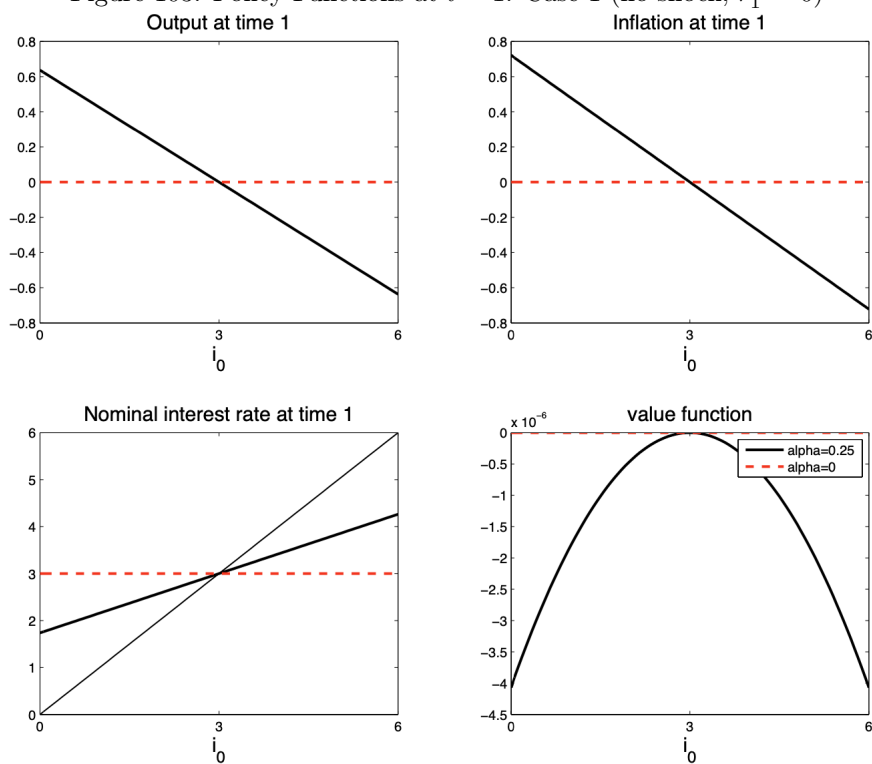 Policy Functions at
(no shock,
Output at time 1
0.8
0.6
0.4
0.2
0
−0.2
−0.4
−0.6
−0.8
0 3 6
i₀
Inflation at time 1
0.8
0.6
0.4
0.2
0
−0.2
−0.4
−0.6
−0.8
0 3 6
i₀
Nominal interest rate at time 1
6
5
4
3
2
1
0
0 3 6
i₀
value function
x 10⁻⁶
0
−0.5
−1
−1.5
−2
−2.5
−3
−3.5
−4
−4.5
alpha=0.25
alpha=0
0 3 6
i₀